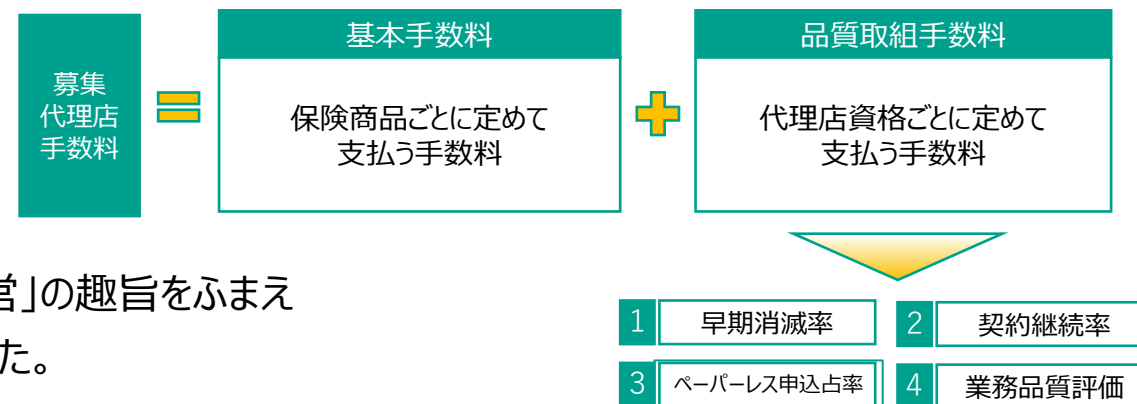 募集
代理店
手数料
基本手数料
保険商品ごとに定めて
支払う手数料
品質取組手数料
代理店資格ごとに定めて
支払う手数料
営」の趣旨をふまえ
た。
1 早期消滅率
2 契約継続率
3 ペーパーレス申込占率
4 業務品質評価